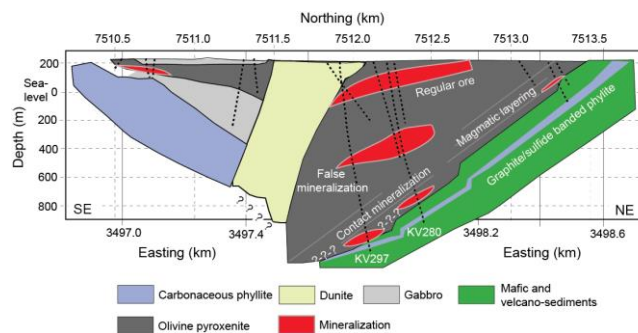 Northing (km)
7510.5 7511.0 7511.5 7512.0 7512.5 7513.0 7513.5
200
Sea-
level
0
200
400
600
800
Depth (m)
Regular ore
Magmatic layering
Graphite/sulfide banded phylite
False
mineralization
Contact mineralization
?-?-?
?-?-?
?-?-?-?
KV280
KV297
SE
NE
3497.0 3497.4 3498.2 3498.6
Easting (km) Easting (km)
Carbonaceous phyllite Dunite Gabbro Mafic and
velcano-sediments
Olivine pyroxenite Mineralization